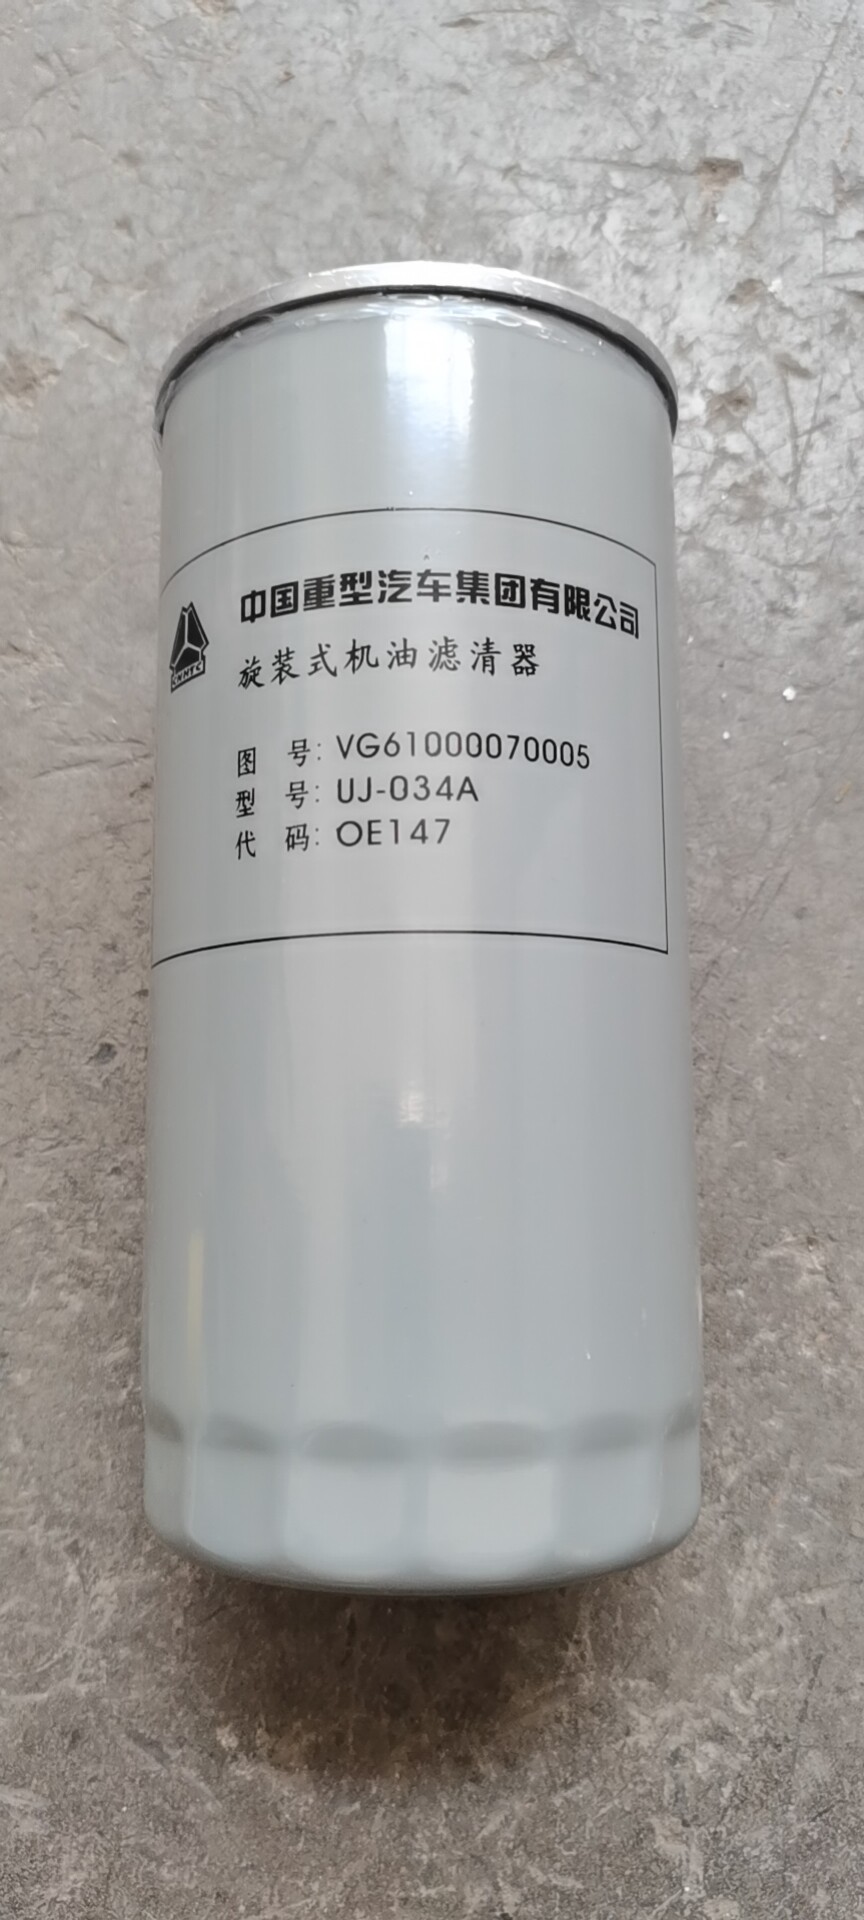 中国重型汽车集团有限公司
CNHTC
旋装式机油滤清器
图 号: VG61000070005
型 号: UJ-034A
代 码: OE147